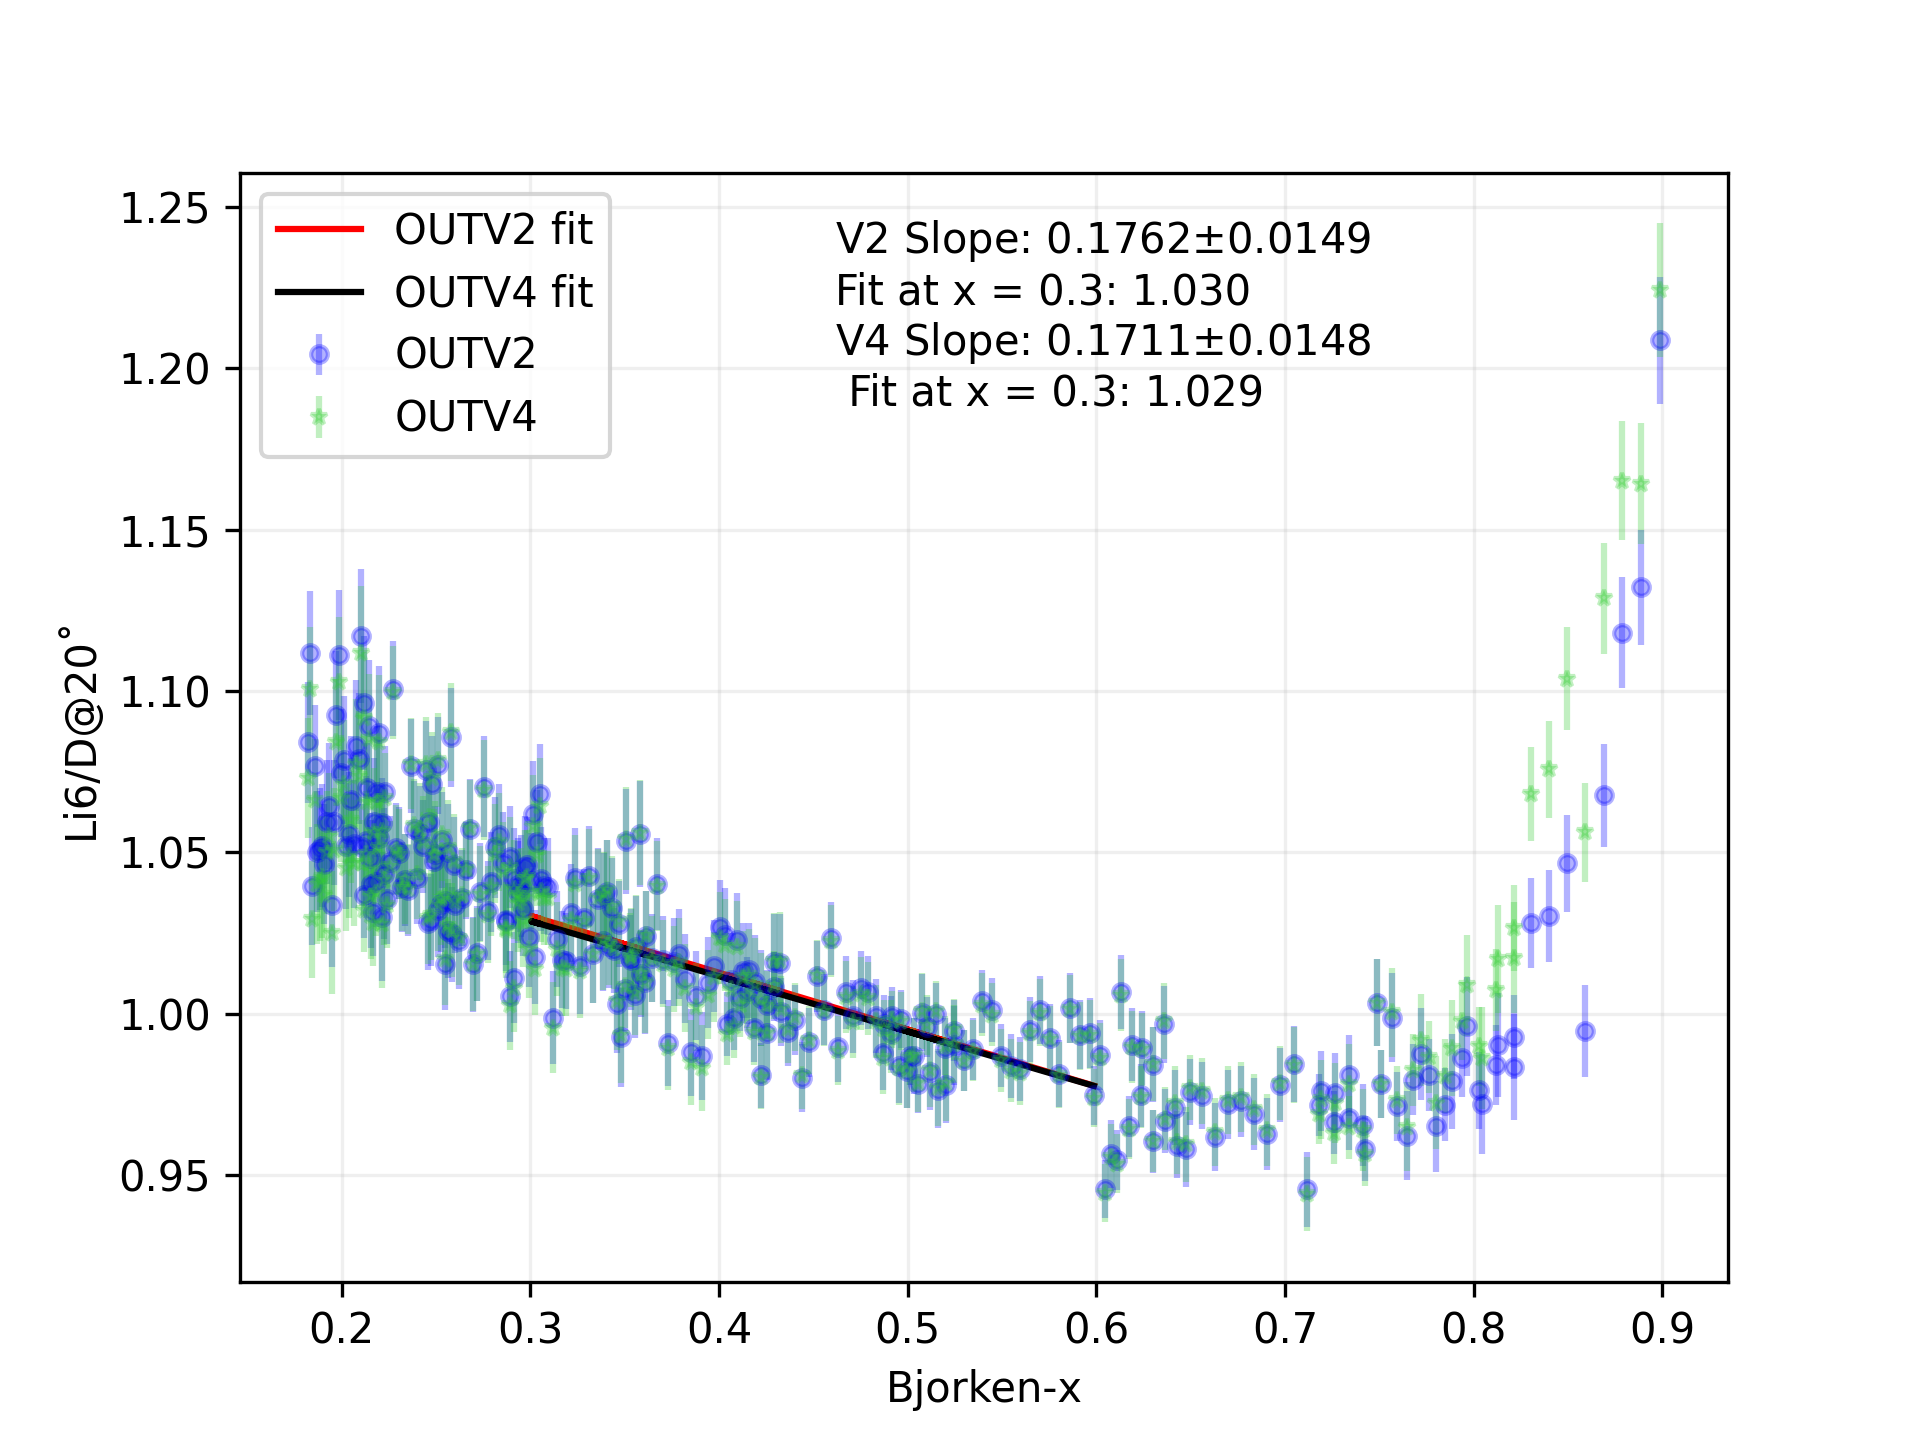 1.25
1.20
1.15
1.10
1.05
1.00
0.95
Li6/D@20˚
OUTV2 fit
OUTV4 fit
OUTV2
OUTV4
V2 Slope: 0.1762±0.0149
Fit at x = 0.3: 1.030
V4 Slope: 0.1711±0.0148
Fit at x = 0.3: 1.029
0.2 0.3 0.4 0.5 0.6 0.7 0.8 0.9
Bjorken-x